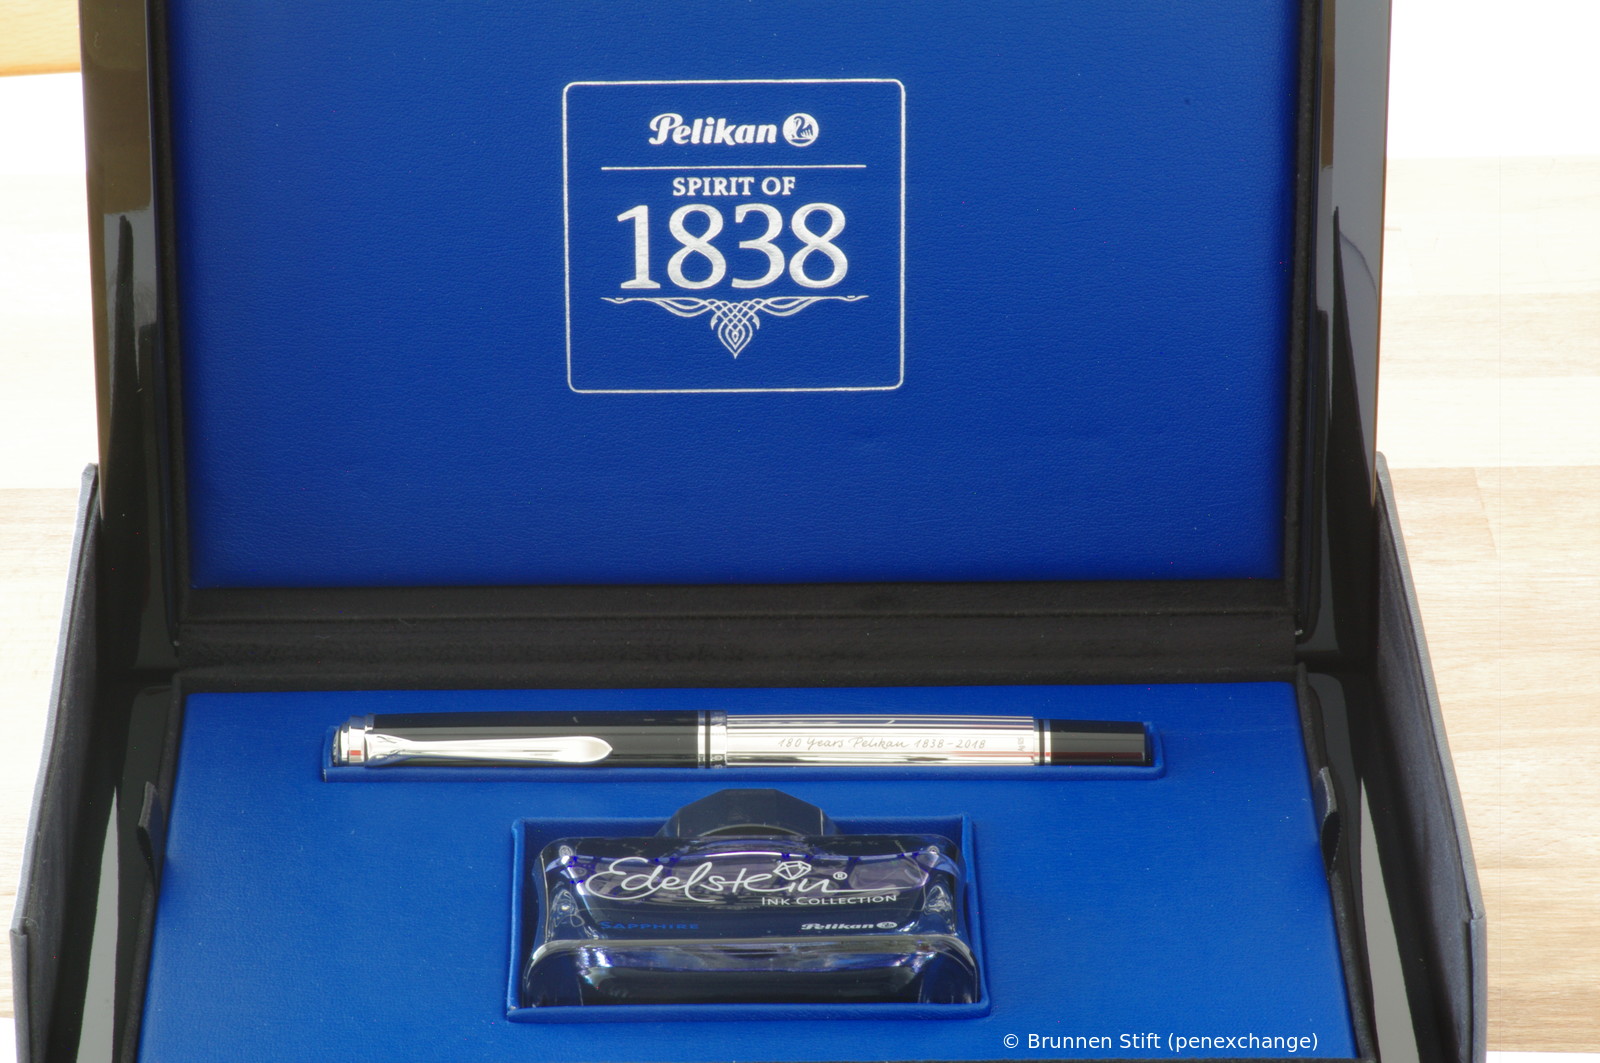 Pelikan
SPIRIT OF
1838
180 Years Pelikan 1838-2018
Edelstein®
INK COLLECTION
SAPPHIRE
Pelikan
© Brunnen Stift (penexchange)